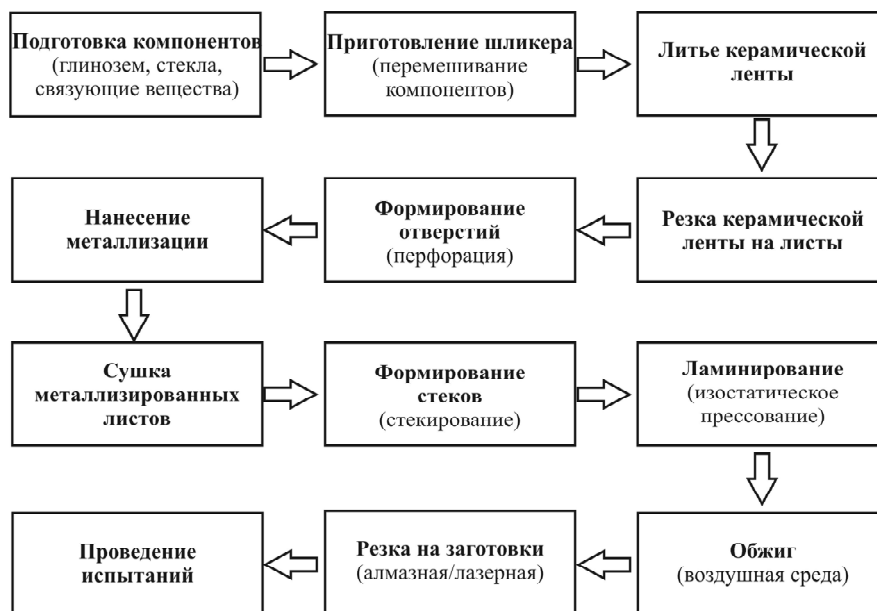 Подготовка компонентов
(глинозем, стекла,
связующие вещества)
Приготовление шликера
(перемешивание
компонентов)
Литье керамической
ленты
Резка керамической
ленты на листы
Формирование
отверстий
(перфорация)
Нанесение
металлизации
Сушка
металлизированных
листов
Формирование
стеков
(стекирование)
Ламинирование
(изостатическое
прессование)
Обжиг
(воздушная среда)
Резка на заготовки
(алмазная/лазерная)
Проведение
испытаний